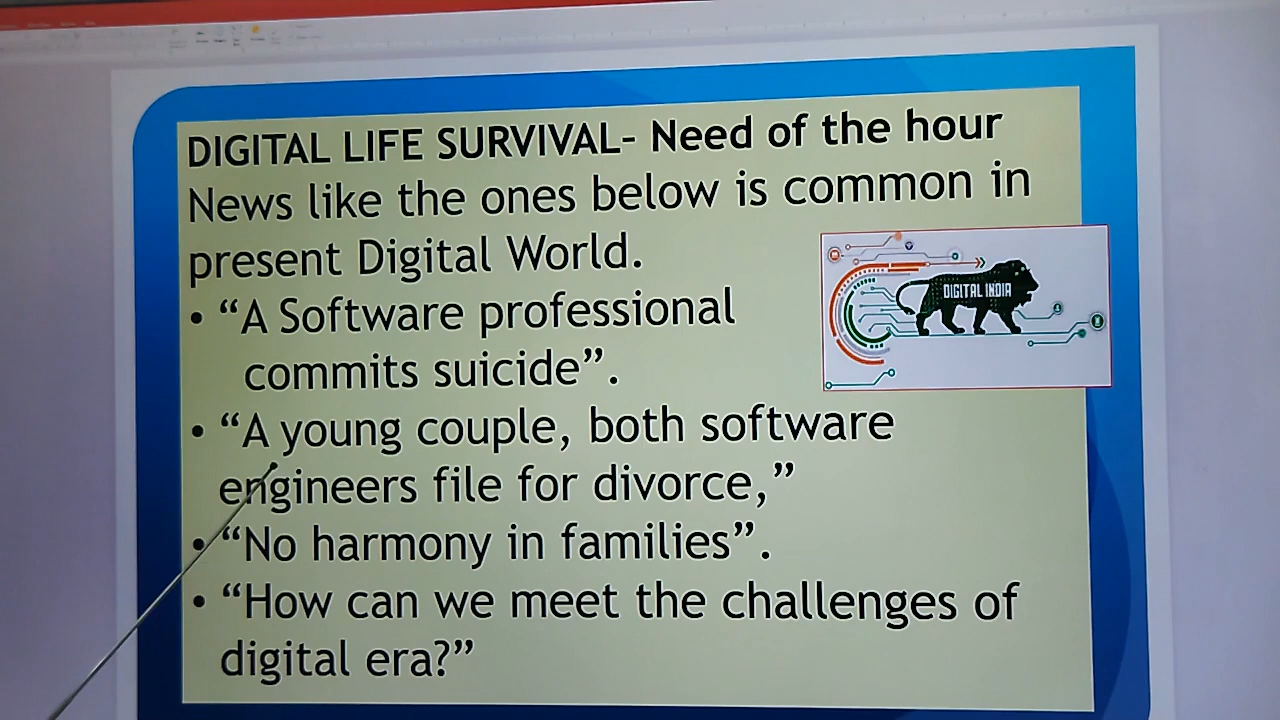 DIGITAL LIFE SURVIVAL– Need of the hour
News like the ones below is common in
present Digital World.
• “A Software professional
commits suicide”.
• “A young couple, both software
engineers file for divorce,”
• “No harmony in families”.
• “How can we meet the challenges of
digital era?”
DIGITAL INDIA